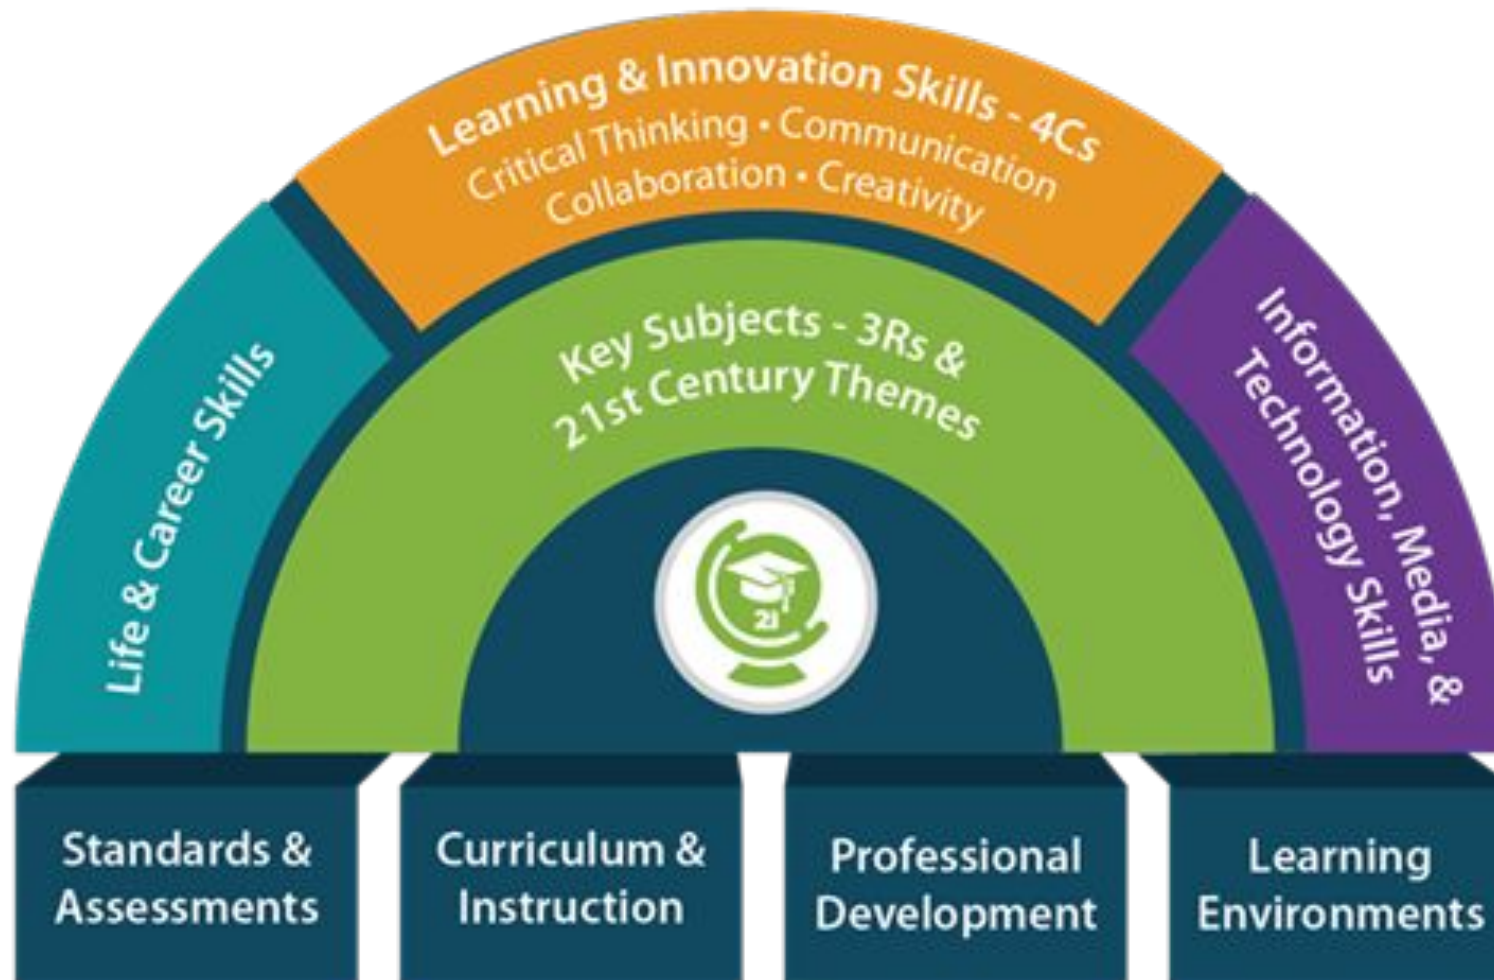 Learning & Innovation Skills - 4Cs
Critical Thinking • Communication
Collaboration • Creativity
Life & Career Skills
Key Subjects - 3Rs &
21st Century Themes
Information, Media, &
Technology Skills
21
Standards &
Assessments
Curriculum &
Instruction
Professional
Development
Learning
Environments